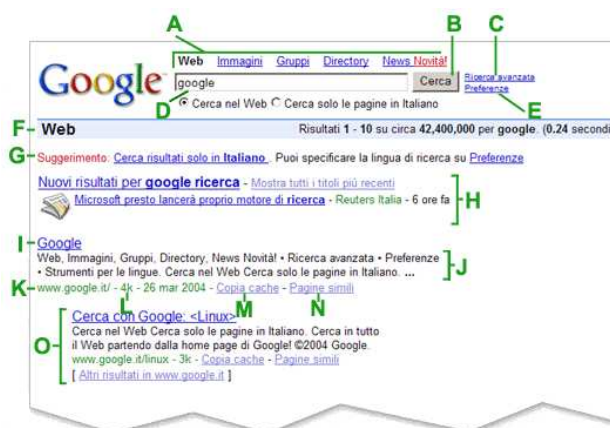 A B C
Web Immagini Gruppi Directory News Novità!
Google google Cerca Ricerca avanzata
Preferenze
D Cerca nel Web Cerca solo le pagine in Italiano E
F Web Risultati 1 - 10 su circa 42,400,000 per google. (0.24 secondi
G Suggerimento: Cerca risultati solo in Italiano . Puoi specificare la lingua di ricerca su Preferenze
Nuovi risultati per google ricerca - Mostra tutti i titoli più recenti
Microsoft presto lancerà proprio motore di ricerca - Reuters Italia - 6 ore fa H
I Google
Web, Immagini, Gruppi, Directory, News Novità! • Ricerca avanzata • Preferenze
• Strumenti per le lingue. Cerca nel Web Cerca solo le pagine in Italiano. ... J
K www.google.it/ - 4k - 26 mar 2004 - Copia cache - Pagine simili
L M N
Cerca con Google: <Linux>
Cerca nel Web Cerca solo le pagine in Italiano. Cerca in tutto
O il Web partendo dalla home page di Google! ©2004 Google.
www.google.it/linux - 3k - Copia cache - Pagine simili
[ Altri risultati in www.google.it ]